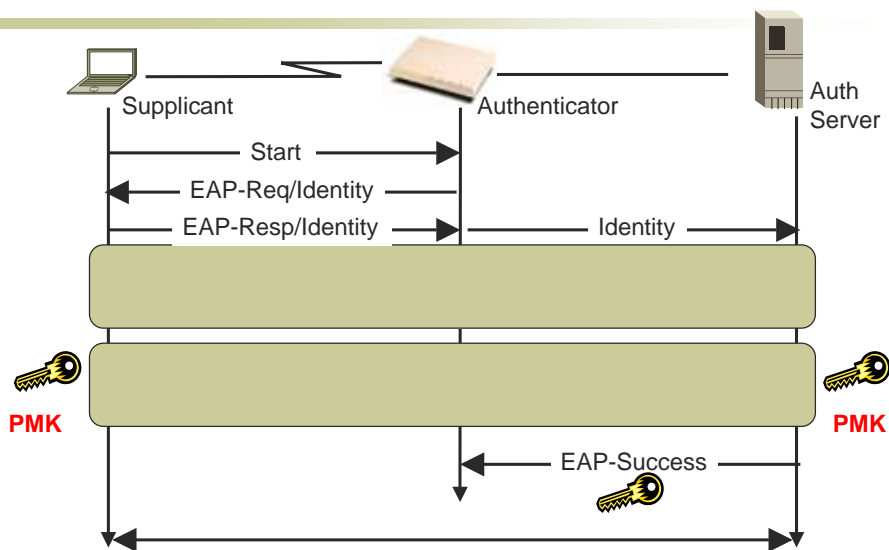 Supplicant
Authenticator
Auth
Server
Start
EAP-Req/Identity
EAP-Resp/Identity
Identity
PMK
PMK
EAP-Success